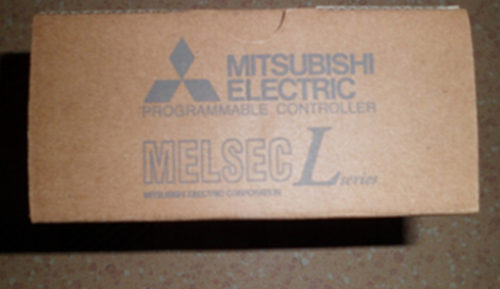 MITSUBISHI
ELECTRIC
PROGRAMMABLE CONTROLLER
MELSEC L series
MITSUBISHI ELECTRIC CORPORATION